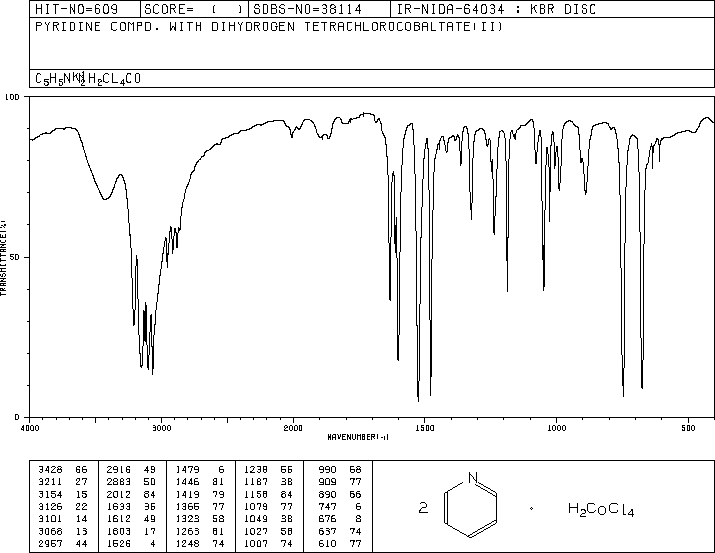 HIT-NO=609 SCORE= ( ) SDBS-NO=38114 IR-NIDA-64034 : KBR DISC
PYRIDINE COMPD. WITH DIHYDROGEN TETRACHLOROCOBALTATE(II)
100
TRANSMITTANCE(%)
50
0
4000 3000 2000 1500 1000 500
WAVENUMBER(-1)
3428 66 2916 49 1479 6 1238 56 990 68
3211 27 2883 50 1446 81 1187 38 909 77
3154 15 2012 84 1419 79 1158 84 890 66
3126 22 1633 36 1366 77 1079 77 747 6
3101 14 1612 49 1323 58 1049 38 676 8
3068 13 1603 17 1263 81 1027 58 637 74
2957 44 1526 4 1248 74 1007 74 610 77
N
2 · H₂CoCl₄